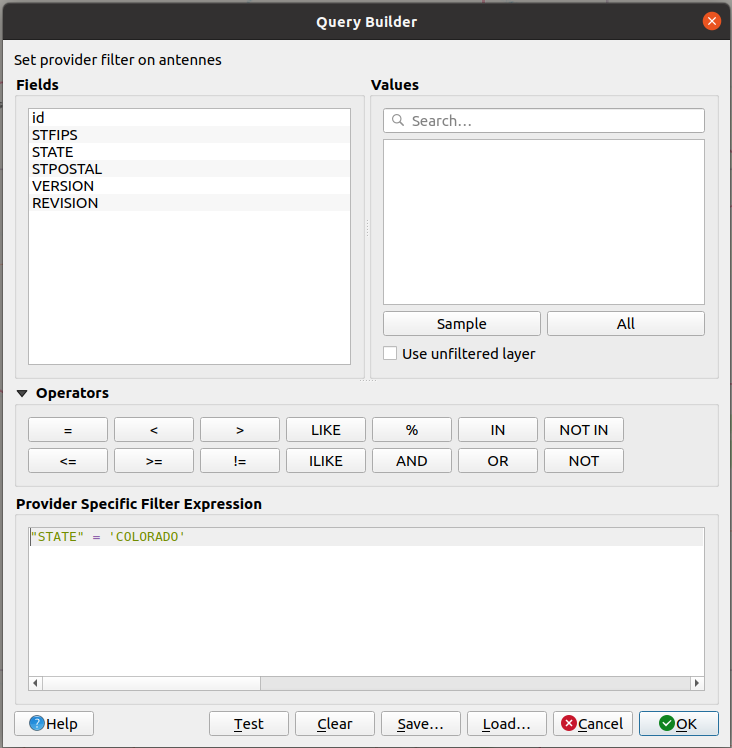 Query Builder
Set provider filter on antennes
Fields
Values
id
STFIPS
STATE
STPOSTAL
VERSION
REVISION
Search...
Sample
All
Use unfiltered layer
Operators
= < > LIKE % IN NOT IN
<= >= != ILIKE AND OR NOT
Provider Specific Filter Expression
"STATE" = 'COLORADO'
Help Test Clear Save... Load... Cancel OK